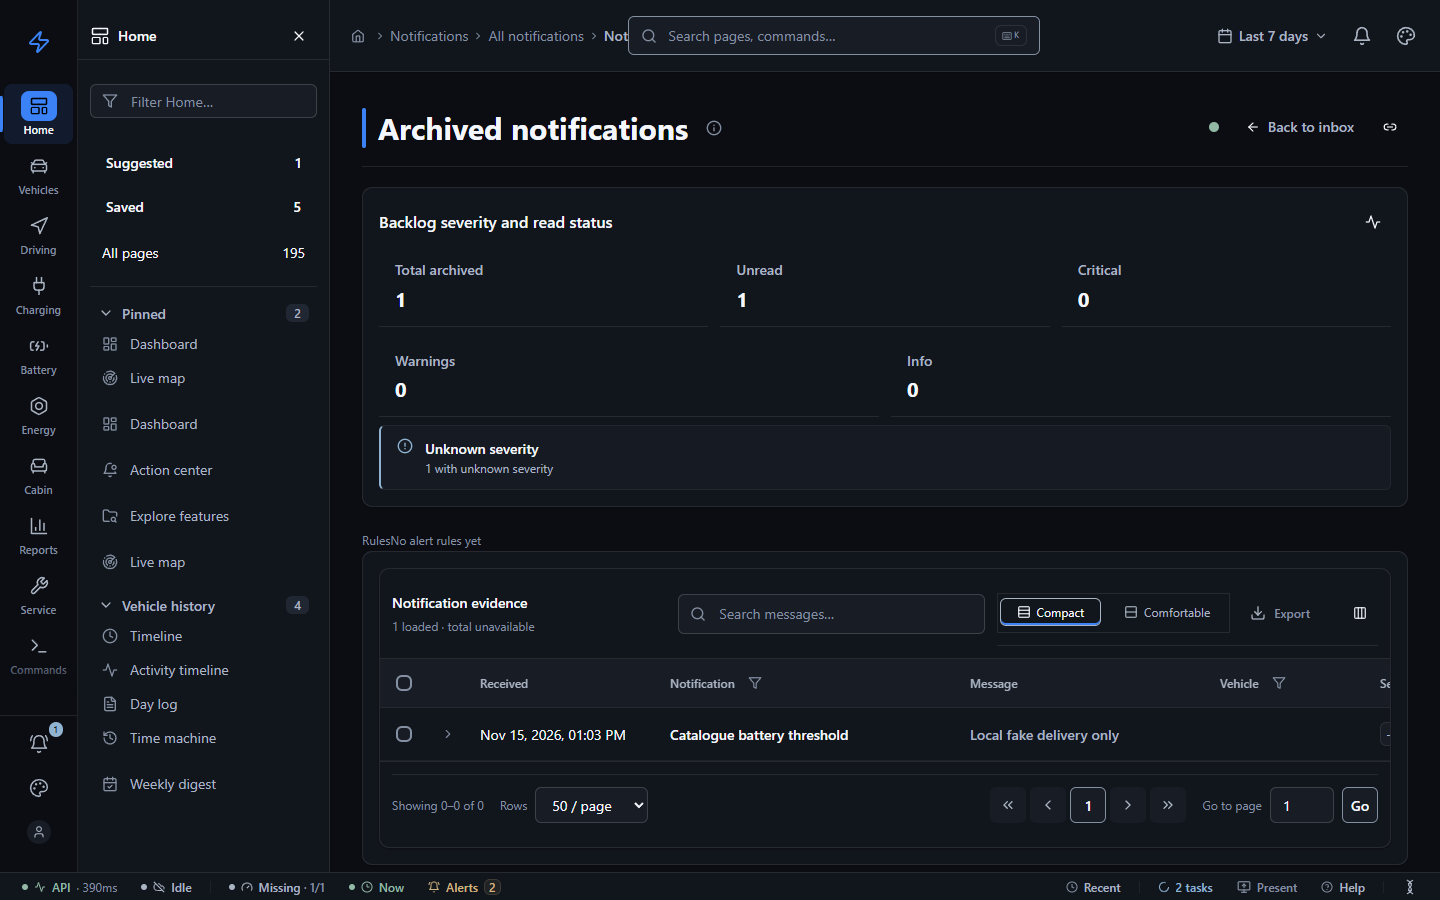 Home
Vehicles
Driving
Charging
Battery
Energy
Cabin
Reports
Service
Commands
1
Home
Filter Home...
Suggested 1
Saved 5
All pages 195
Pinned 2
Dashboard
Live map
Dashboard
Action center
Explore features
Live map
Vehicle history 4
Timeline
Activity timeline
Day log
Time machine
Weekly digest
Notifications > All notifications > Not
Search pages, commands...
K
Last 7 days
Archived notifications
Back to inbox
Backlog severity and read status
Total archived
1
Unread
1
Critical
0
Warnings
0
Info
0
Unknown severity
1 with unknown severity
RulesNo alert rules yet
Notification evidence
1 loaded · total unavailable
Search messages...
Compact
Comfortable
Export
Received Notification Message Vehicle Se
Nov 15, 2026, 01:03 PM Catalogue battery threshold Local fake delivery only
Showing 0–0 of 0 Rows 50 / page
« ‹ 1 › » Go to page 1 Go
API · 390ms Idle Missing · 1/1 Now Alerts 2 Recent 2 tasks Present Help